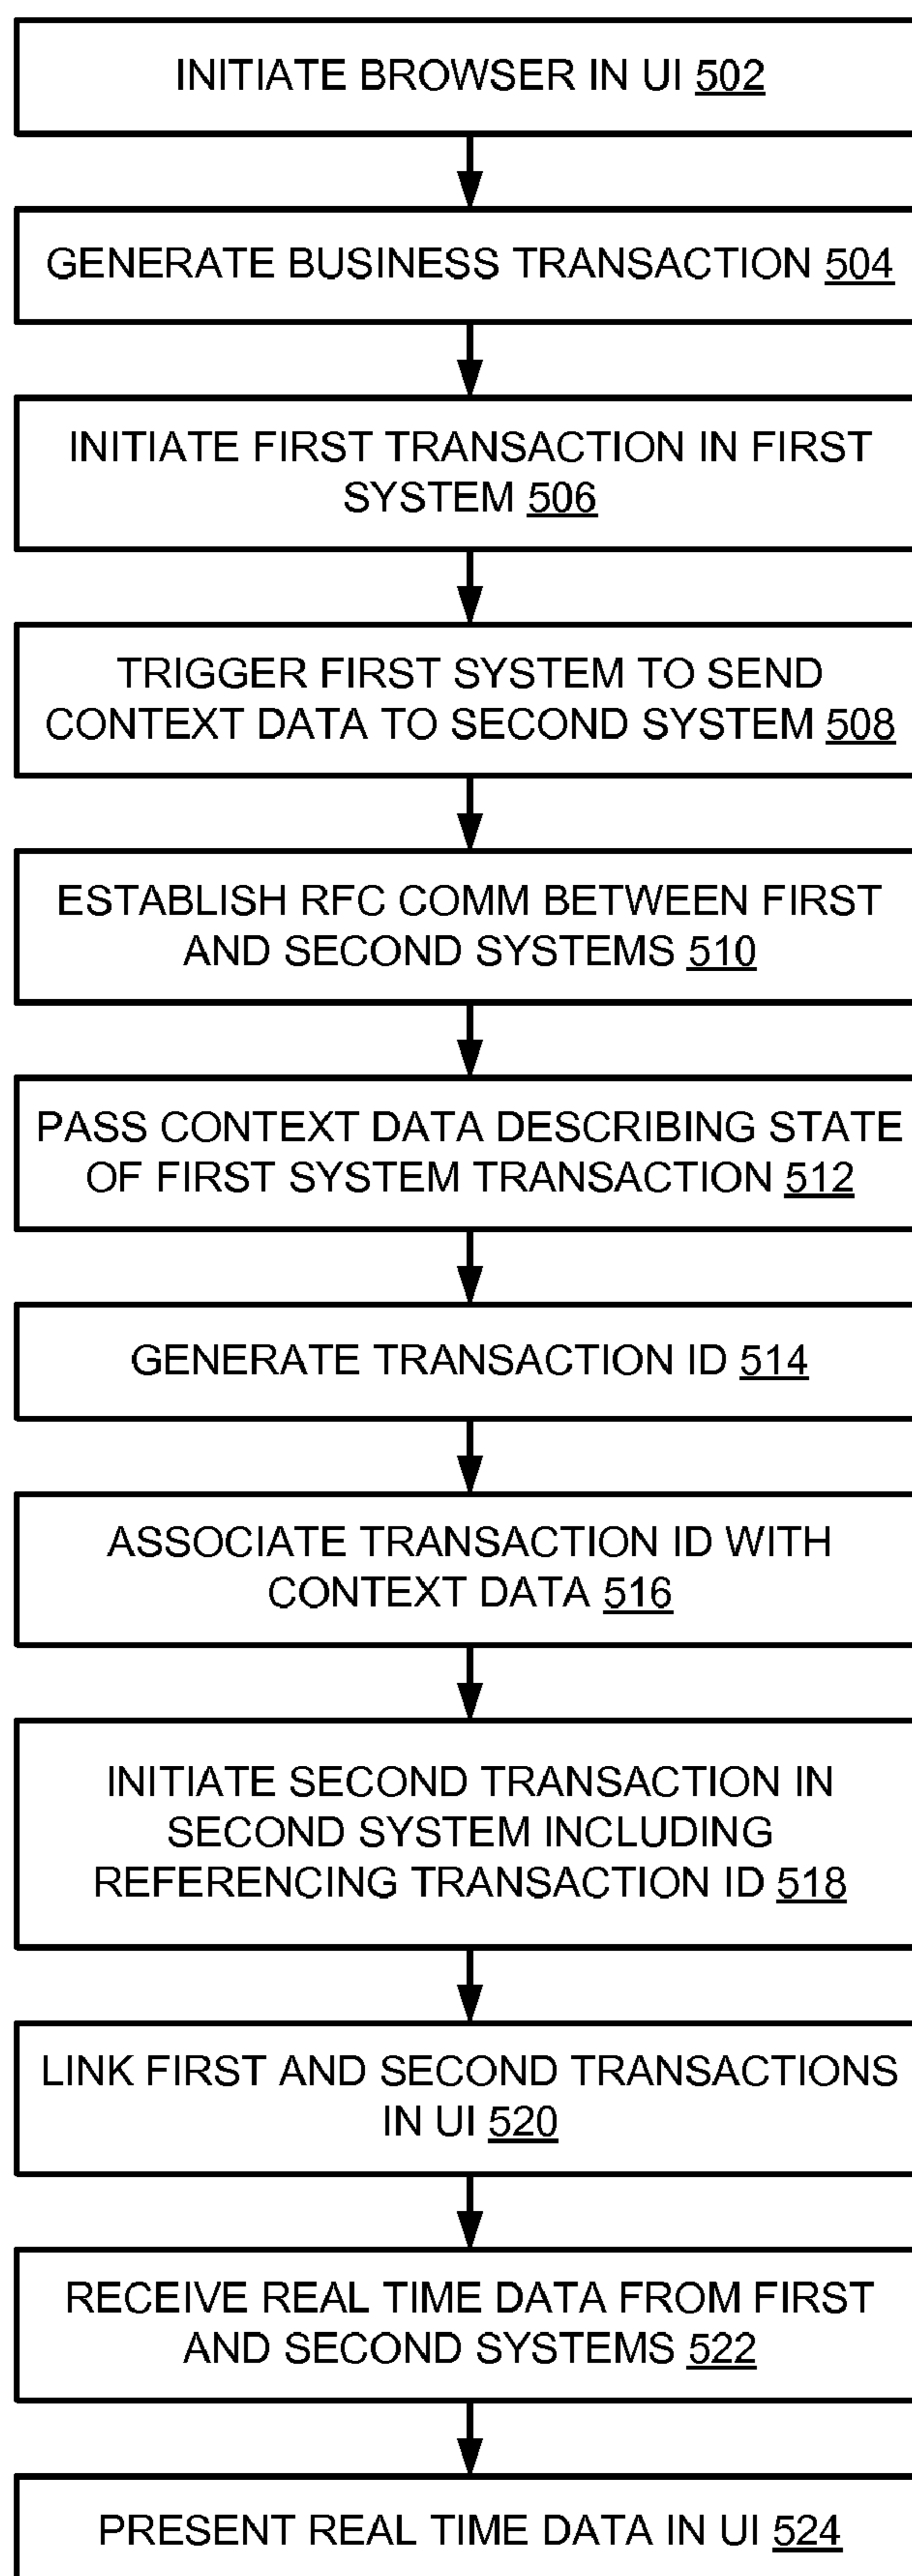 INITIATE BROWSER IN UI 502
GENERATE BUSINESS TRANSACTION 504
INITIATE FIRST TRANSACTION IN FIRST
SYSTEM 506
TRIGGER FIRST SYSTEM TO SEND
CONTEXT DATA TO SECOND SYSTEM 508
ESTABLISH RFC COMM BETWEEN FIRST
AND SECOND SYSTEMS 510
PASS CONTEXT DATA DESCRIBING STATE
OF FIRST SYSTEM TRANSACTION 512
GENERATE TRANSACTION ID 514
ASSOCIATE TRANSACTION ID WITH
CONTEXT DATA 516
INITIATE SECOND TRANSACTION IN
SECOND SYSTEM INCLUDING
REFERENCING TRANSACTION ID 518
LINK FIRST AND SECOND TRANSACTIONS
IN UI 520
RECEIVE REAL TIME DATA FROM FIRST
AND SECOND SYSTEMS 522
PRESENT REAL TIME DATA IN UI 524